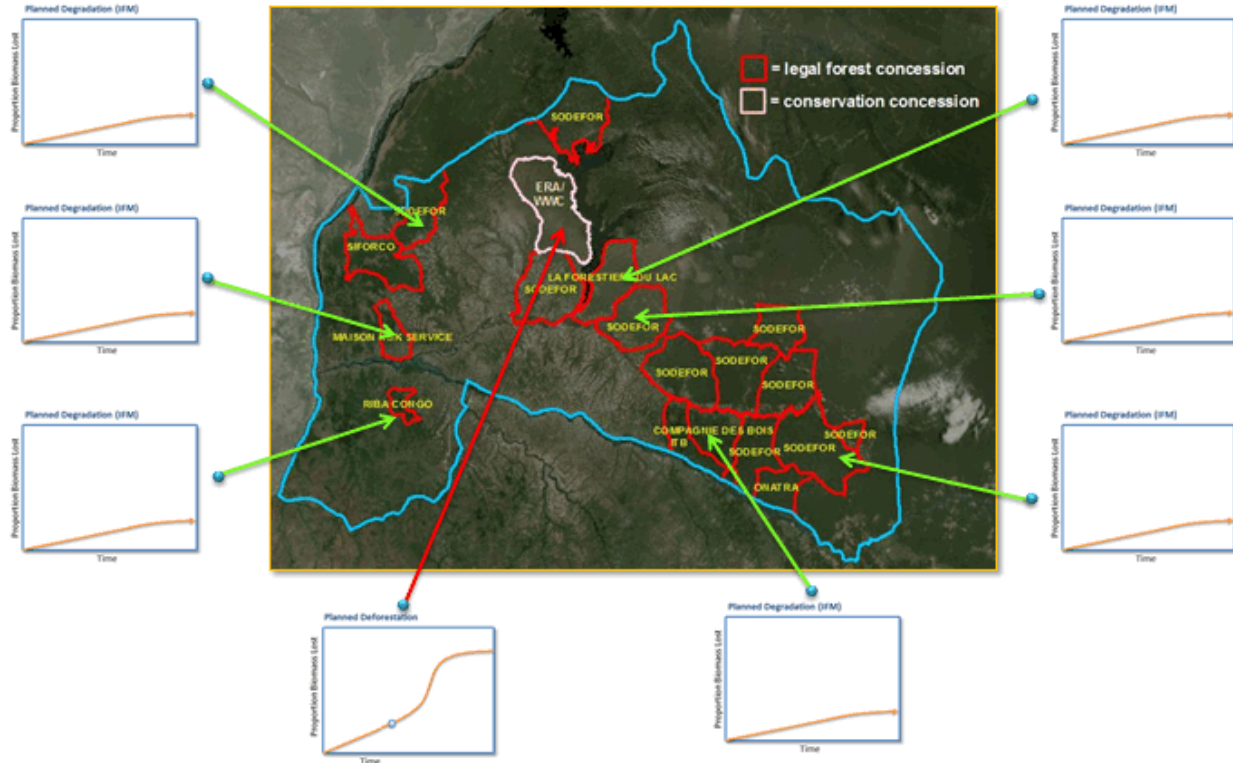 Planned Degradation (IFM)
Proportion Biomass Lost
Time
Planned Degradation (IFM)
Proportion Biomass Lost
Time
Planned Degradation (IFM)
Proportion Biomass Lost
Time
= legal forest concession
= conservation concession
SODEFOR
ERA/
WWC
SODEFOR
SIFORCO
LA FORESTIERE DU LAC
SODEFOR
SODEFOR
SODEFOR
MAISON NBK SERVICE
SODEFOR
SODEFOR
SODEFOR
RIBA CONGO
COMPAGNIE DES BOIS
ITB
SODEFOR
SODEFOR
SODEFOR
ONATRA
Planned Degradation (IFM)
Proportion Biomass Lost
Time
Planned Degradation (IFM)
Proportion Biomass Lost
Time
Planned Degradation (IFM)
Proportion Biomass Lost
Time
Planned Deforestation
Proportion Biomass Lost
Time
Planned Degradation (IFM)
Proportion Biomass Lost
Time